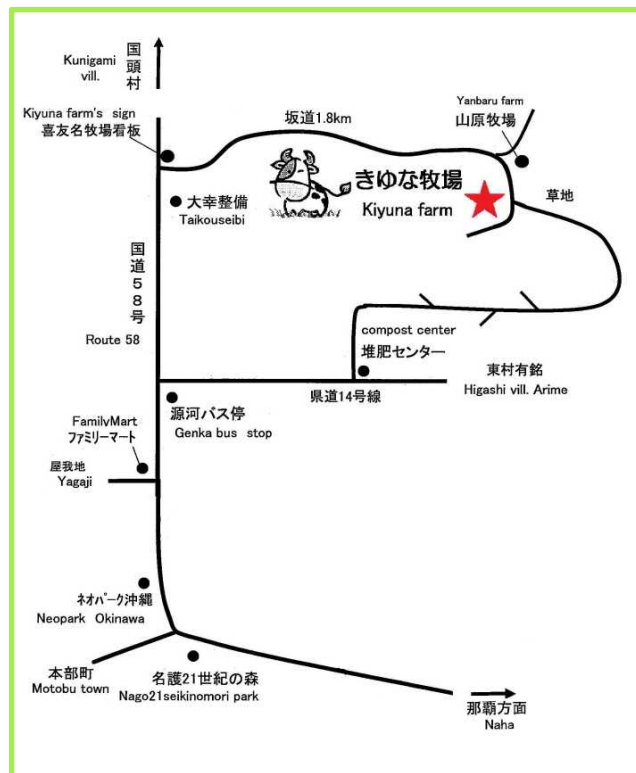 Kunigami
vill.
国頭村
Kiyuna farm's sign
喜友名牧場看板
坂道1.8km
Yanbaru farm
山原牧場
大幸整備
Taikouseibi
きゆな牧場
Kiyuna farm
草地
国道58号
Route 58
compost center
堆肥センター
東村有銘
Higashi vill. Arime
県道14号線
源河バス停
Genka bus stop
FamilyMart
ファミリーマート
屋我地
Yagaji
ネオパーク沖縄
Neopark Okinawa
本部町
Motobu town
名護21世紀の森
Nago21seikinomori park
那覇方面
Naha